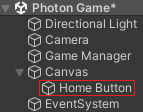 Photon Game*
Directional Light
Camera
Game Manager
Canvas
Home Button
EventSystem